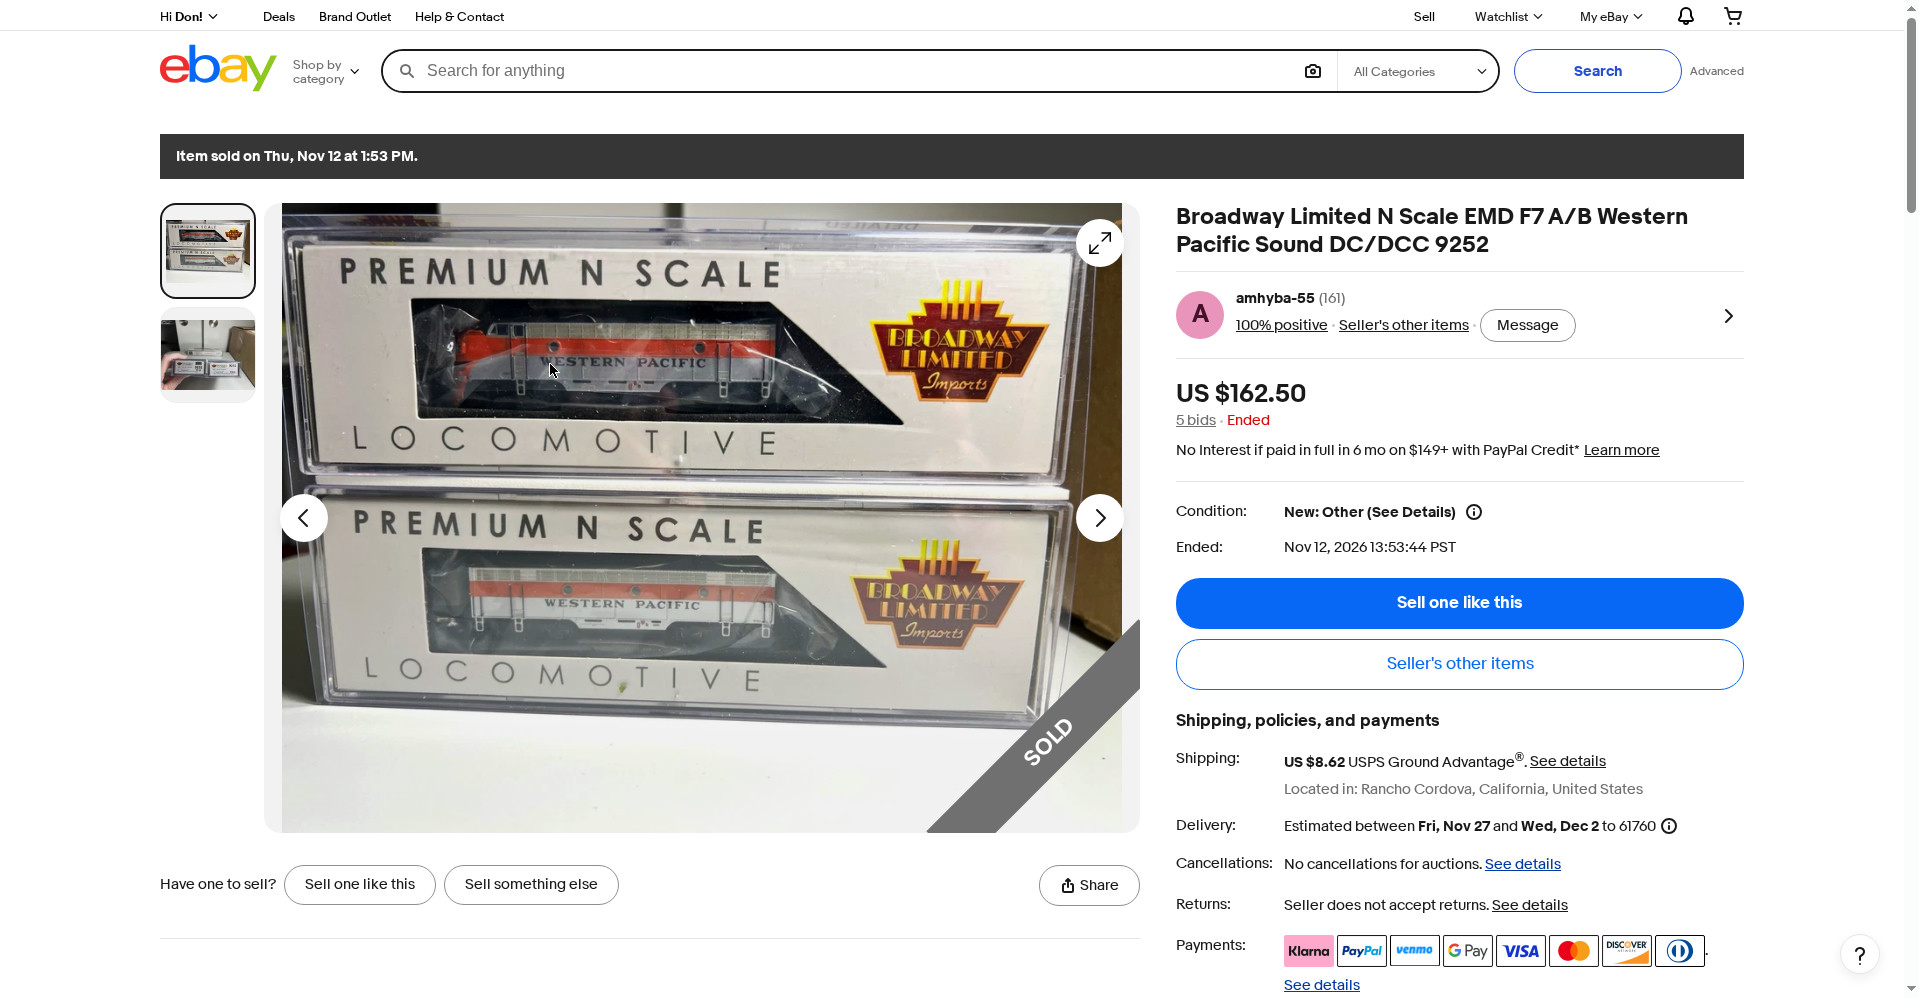 Hi Don!
Deals
Brand Outlet
Help & Contact
Sell
Watchlist
My eBay
ebay
Shop by category
Search for anything
All Categories
Search
Advanced
Item sold on Thu, Nov 12 at 1:53 PM.
PREMIUM N SCALE
WESTERN PACIFIC
BROADWAY
LIMITED
Imports
LOCOMOTIVE
PREMIUM N SCALE
WESTERN PACIFIC
BROADWAY
LIMITED
Imports
LOCOMOTIVE
SOLD
Have one to sell?
Sell one like this
Sell something else
Share
Broadway Limited N Scale EMD F7 A/B Western
Pacific Sound DC/DCC 9252
A
amhyba-55 (161)
100% positive · Seller's other items · Message
US $162.50
5 bids · Ended
No Interest if paid in full in 6 mo on $149+ with PayPal Credit* Learn more
Condition: New: Other (See Details)
Ended: Nov 12, 2026 13:53:44 PST
Sell one like this
Seller's other items
Shipping, policies, and payments
Shipping: US $8.62 USPS Ground Advantage®. See details
Located in: Rancho Cordova, California, United States
Delivery: Estimated between Fri, Nov 27 and Wed, Dec 2 to 61760
Cancellations: No cancellations for auctions. See details
Returns: Seller does not accept returns. See details
Payments: Klarna PayPal venmo G Pay VISA DISCOVER
See details
?